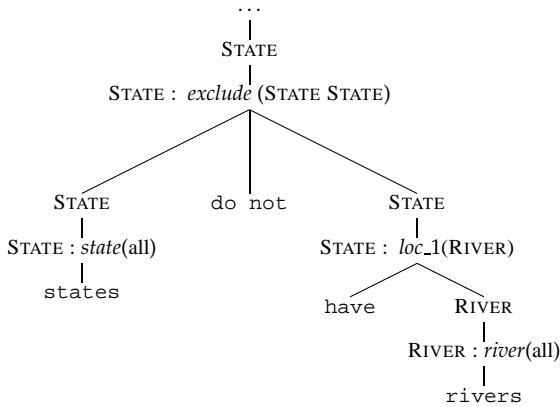 ...
STATE
STATE : exclude (STATE STATE)
STATE do not STATE
STATE : state(all) STATE : loc_1(RIVER)
states have RIVER
RIVER : river(all)
rivers